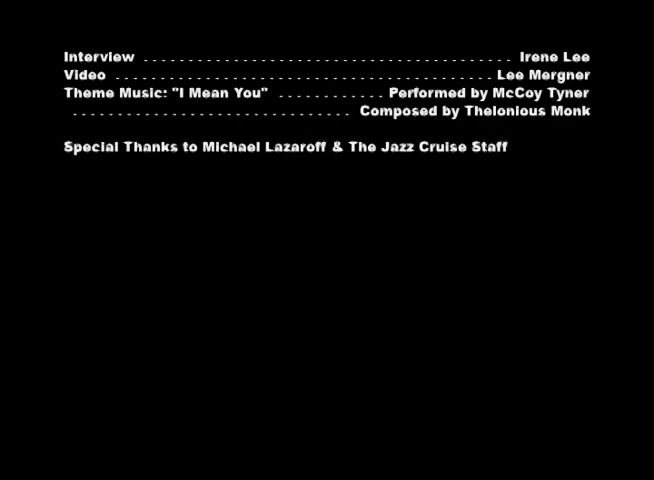 Interview . . . . . . . . . . . . . . . . . . . . . . . . . . . . . . . . . . . . . . . . . Irene Lee
Video . . . . . . . . . . . . . . . . . . . . . . . . . . . . . . . . . . . . . . . . . . Lee Mergner
Theme Music: "I Mean You" . . . . . . . . . . . . Performed by McCoy Tyner
. . . . . . . . . . . . . . . . . . . . . . . . . . . . . . . Composed by Thelonious Monk
Special Thanks to Michael Lazaroff & The Jazz Cruise Staff